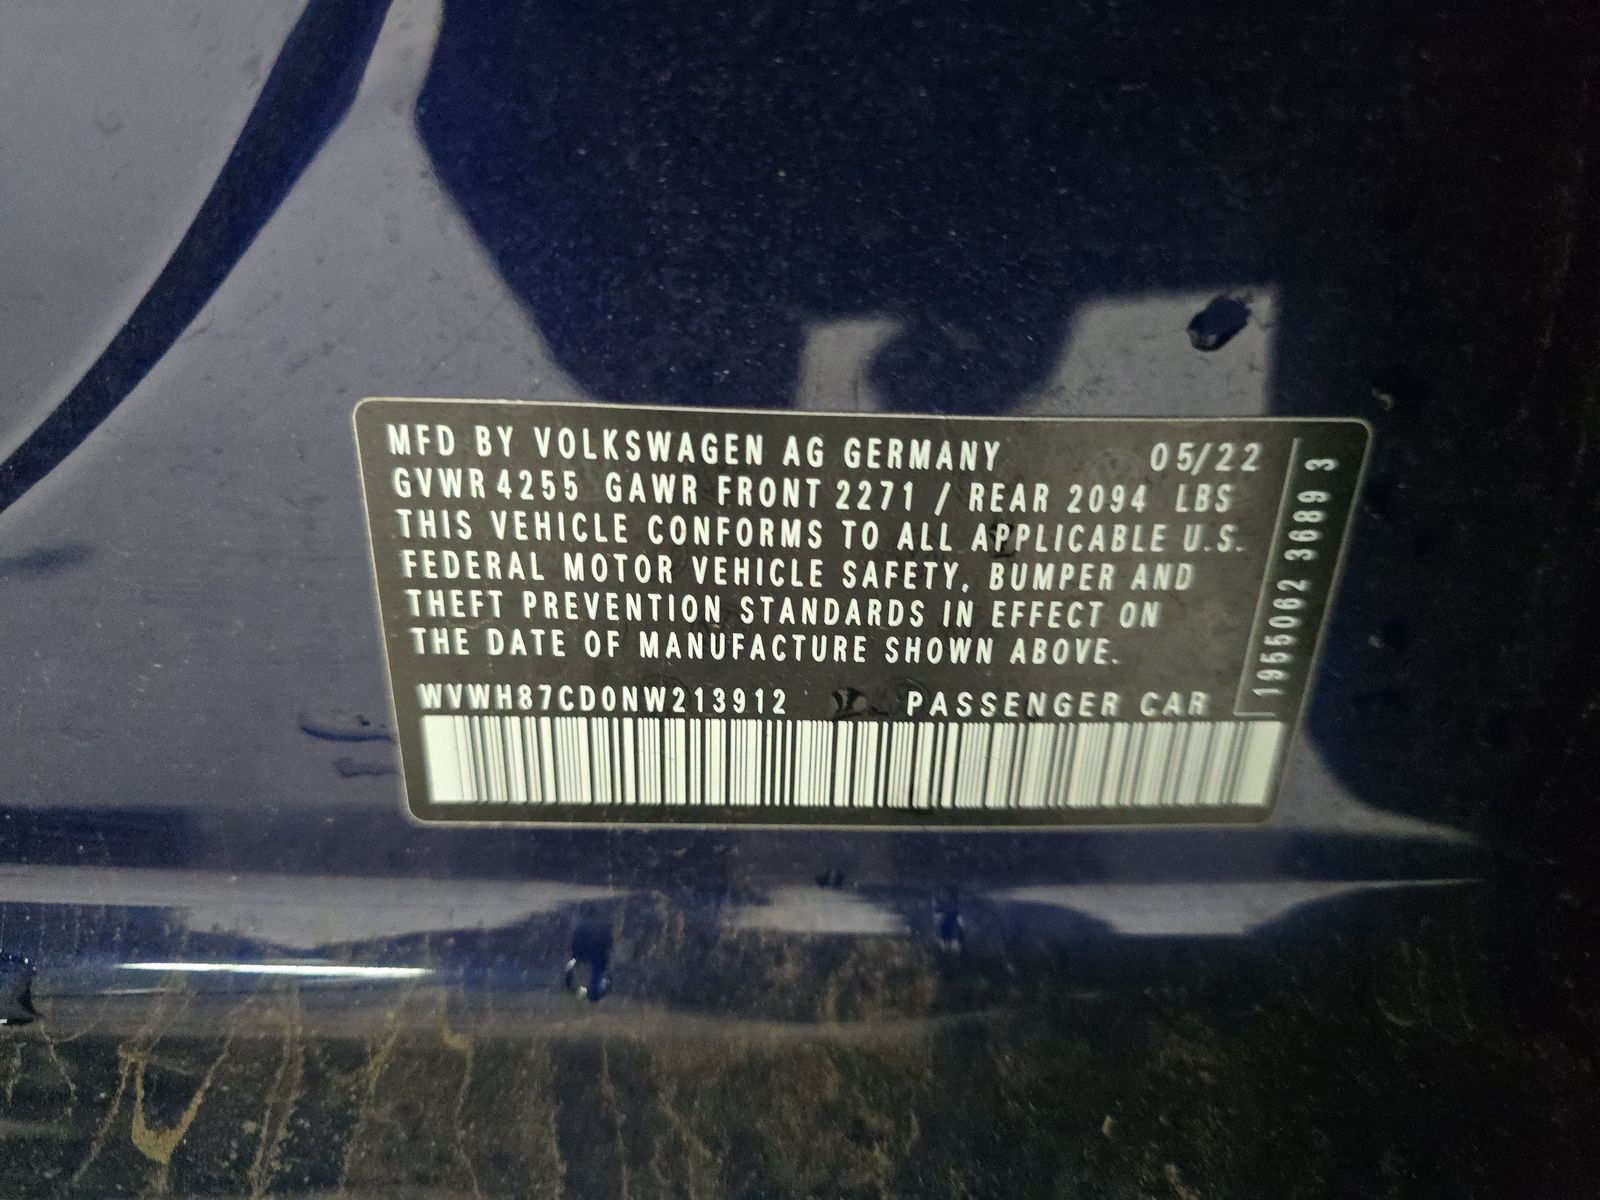 MFD BY VOLKSWAGEN AG GERMANY 05/22
GVWR 4255 GAWR FRONT 2271 / REAR 2094 LBS
THIS VEHICLE CONFORMS TO ALL APPLICABLE U.S.
FEDERAL MOTOR VEHICLE SAFETY, BUMPER AND
THEFT PREVENTION STANDARDS IN EFFECT ON
THE DATE OF MANUFACTURE SHOWN ABOVE.
WVWH87CD0NW213912 PASSENGER CAR
195062 3689 3